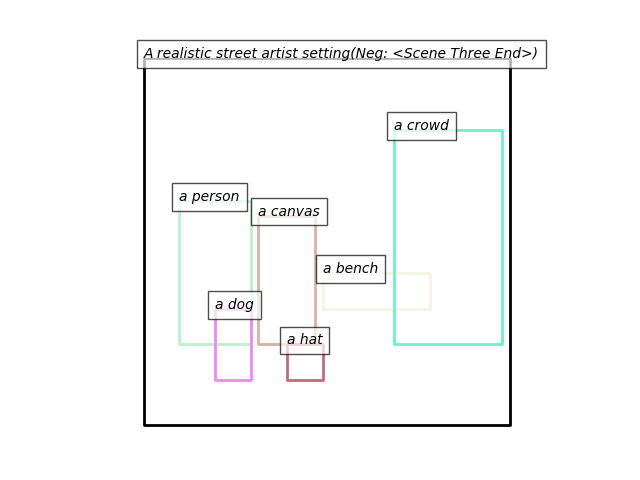 A realistic street artist setting(Neg: <Scene Three End>)
a crowd
a person
a canvas
a bench
a dog
a hat